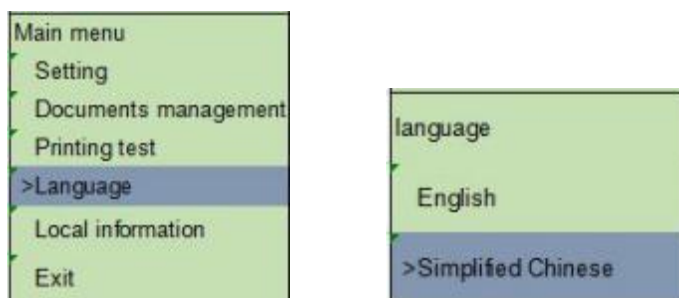 Main menu
Setting
Documents management
Printing test
>Language
Local information
Exit
language
English
>Simplified Chinese